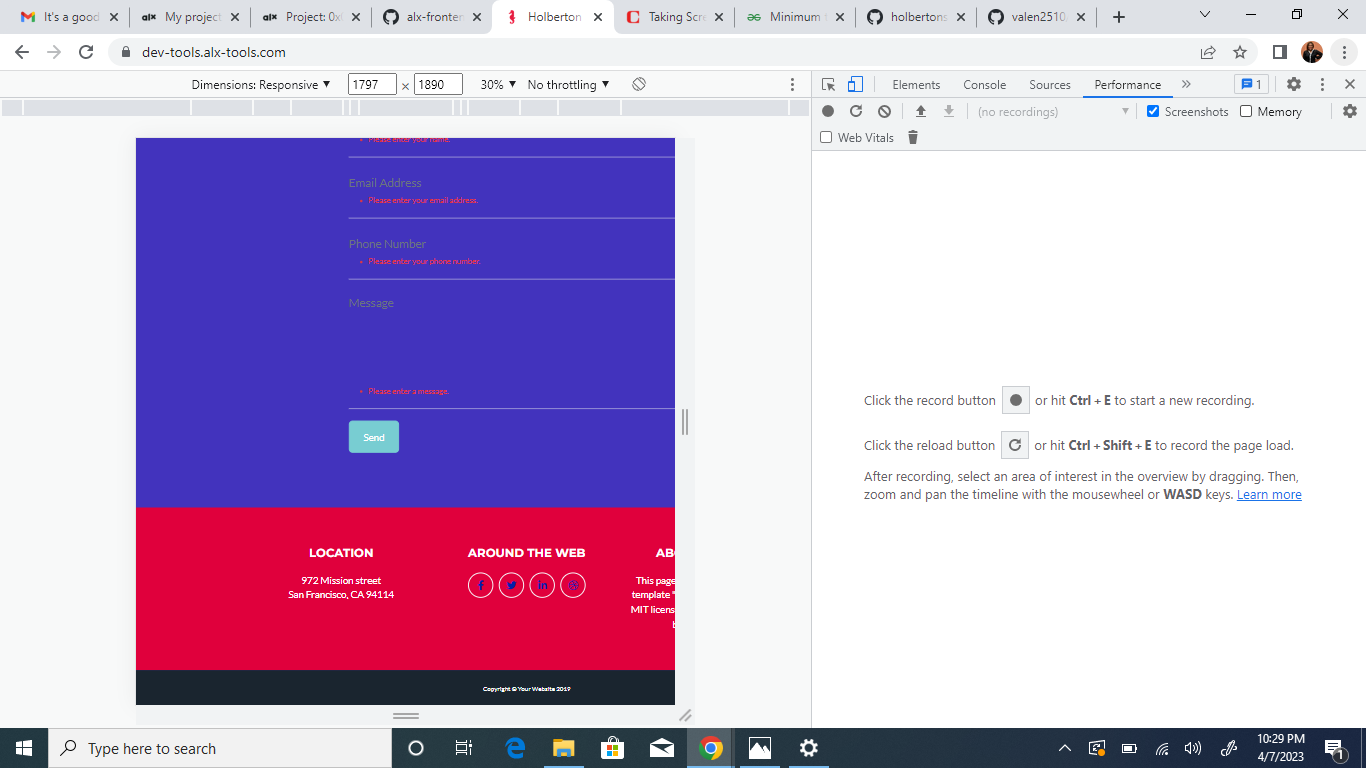 It's a good
My project
Project: 0x
alx-fronter
Holberton
Taking Scre
Minimum
holbertons
valen2510
dev-tools.alx-tools.com
Dimensions: Responsive
1797 × 1890
30%
No throttling
Elements
Console
Sources
Performance
1
(no recordings)
Screenshots
Memory
Web Vitals
Please enter your name.
Email Address
Please enter your email address.
Phone Number
Please enter your phone number.
Message
Please enter a message.
Send
LOCATION
972 Mission street
San Francisco, CA 94114
AROUND THE WEB
AB
This page
template "
MIT licens
b
Copyright © Your Website 2019
Click the record button or hit Ctrl + E to start a new recording.
Click the reload button or hit Ctrl + Shift + E to record the page load.
After recording, select an area of interest in the overview by dragging. Then,
zoom and pan the timeline with the mousewheel or WASD keys. Learn more
Type here to search
10:29 PM
4/7/2023
1